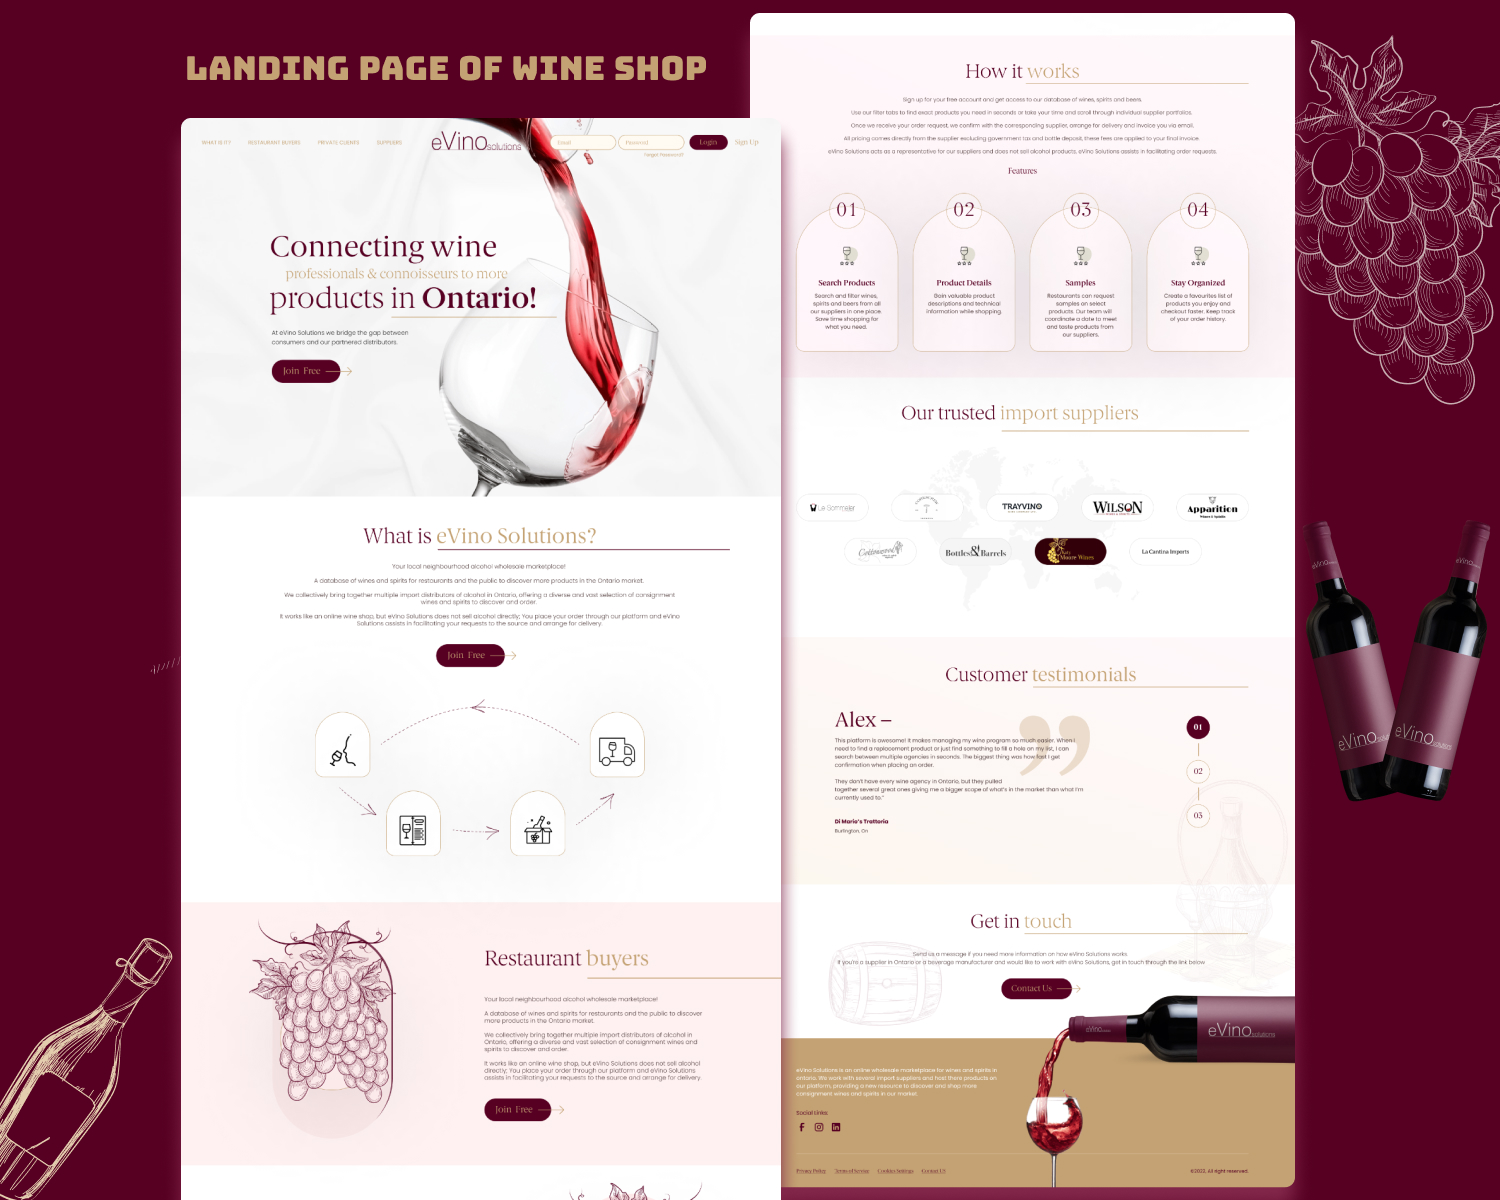 LANDING PAGE OF WINE SHOP
WHAT IS IT?
RESTAURANT BUYERS
PRIVATE CLIENTS
SUPPLIERS
eVino solutions
Email
Password
Login
Sign Up
Forgot Password?
Connecting wine
professionals & connoisseurs to more
products in Ontario!
At eVino Solutions we bridge the gap between
consumers and our partnered distributors.
Join Free
What is eVino Solutions?
Your local neighbourhood alcohol wholesale marketplace!
A database of wines and spirits for restaurants and the public to discover more products in the Ontario market.
We collectively bring together multiple import distributors of alcohol in Ontario, offering a diverse and vast selection of consignment
wines and spirits to discover and order.
It works like an online wine shop, but eVino Solutions does not sell alcohol directly; You place your order through our platform and eVino
Solutions assists in facilitating your requests to the source and arrange for delivery.
Join Free
Restaurant buyers
Your local neighbourhood alcohol wholesale marketplace!
A database of wines and spirits for restaurants and the public to discover
more products in the Ontario market.
We collectively bring together multiple import distributors of alcohol in
Ontario, offering a diverse and vast selection of consignment wines and
spirits to discover and order.
It works like an online wine shop, but eVino Solutions does not sell alcohol
directly; You place your order through our platform and eVino Solutions
assists in facilitating your requests to the source and arrange for delivery.
Join Free
How it works
Sign up for your free account and get access to our database of wines, spirits and beers.
Use our filter tabs to find exact products you need in seconds or take your time and scroll through individual supplier portfolios.
Once we receive your order request, we confirm with the corresponding supplier, arrange for delivery and invoice you via email.
All pricing comes directly from the supplier excluding government tax and bottle deposit, these fees are applied to your final invoice.
eVino Solutions acts as a representative for our suppliers and does not sell alcohol products. eVino Solutions assists in facilitating order requests.
Features
01
Search Products
Search and filter wines,
spirits and beers from all
our suppliers in one place.
Save time shopping for
what you need.
02
Product Details
Gain valuable product
descriptions and technical
information while shopping.
03
Samples
Restaurants can request
samples on select
products. Our team will
coordinate a date to meet
and taste products from
our suppliers.
04
Stay Organized
Create a favourites list of
products you enjoy and
checkout faster. Keep track
of your order history.
Our trusted import suppliers
Le Sommelier
TRAYVINO
WILSON
Apparition
Wines & Spirits
Cottonwood
Bottles & Barrels
Moore Wines
La Cantina Imports
Customer testimonials
Alex –
This platform is awesome! It makes managing my wine program so much easier. When I
need to find a replacement product or just find something to fill a hole on my list, I can
search between multiple agencies in seconds. The biggest thing was how fast I get
confirmation when placing an order.
They don't have every wine agency in Ontario, but they pulled
together several great ones giving me a bigger scope of what's in the market than what I'm
currently used to."
Di Mario's Trattoria
Burlington, On
01
02
03
Get in touch
Send us a message if you need more information on how eVino Solutions works.
If you're a supplier in Ontario or a beverage manufacturer and would like to work with eVino Solutions, get in touch through the link below
Contact Us
eVino
eVino solutions
eVino Solutions is an online wholesale marketplace for wines and spirits in
ontario. We work with several import suppliers and host there products on
our platform, providing a new resource to discover and shop more
consignment wines and spirits in our market.
Social Links:
Privacy Policy
Terms of Service
Cookies Settings
Contact US
©2022, All right reserved.
eVino
eVino
eVino solutions
eVino solutions